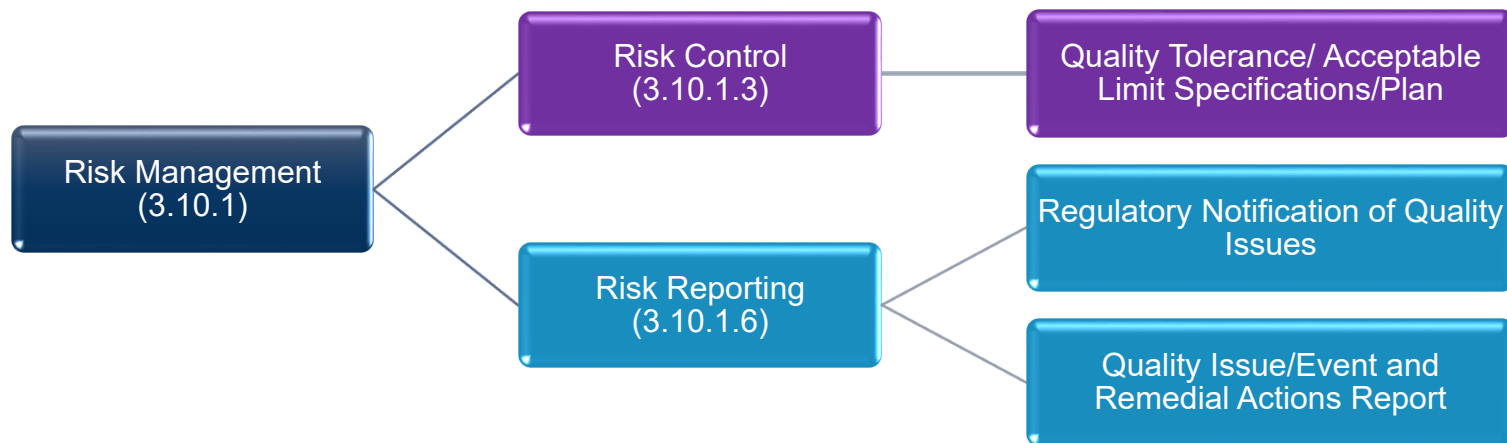 Risk Management
(3.10.1)
Risk Control
(3.10.1.3)
Quality Tolerance/ Acceptable
Limit Specifications/Plan
Risk Reporting
(3.10.1.6)
Regulatory Notification of Quality
Issues
Quality Issue/Event and
Remedial Actions Report